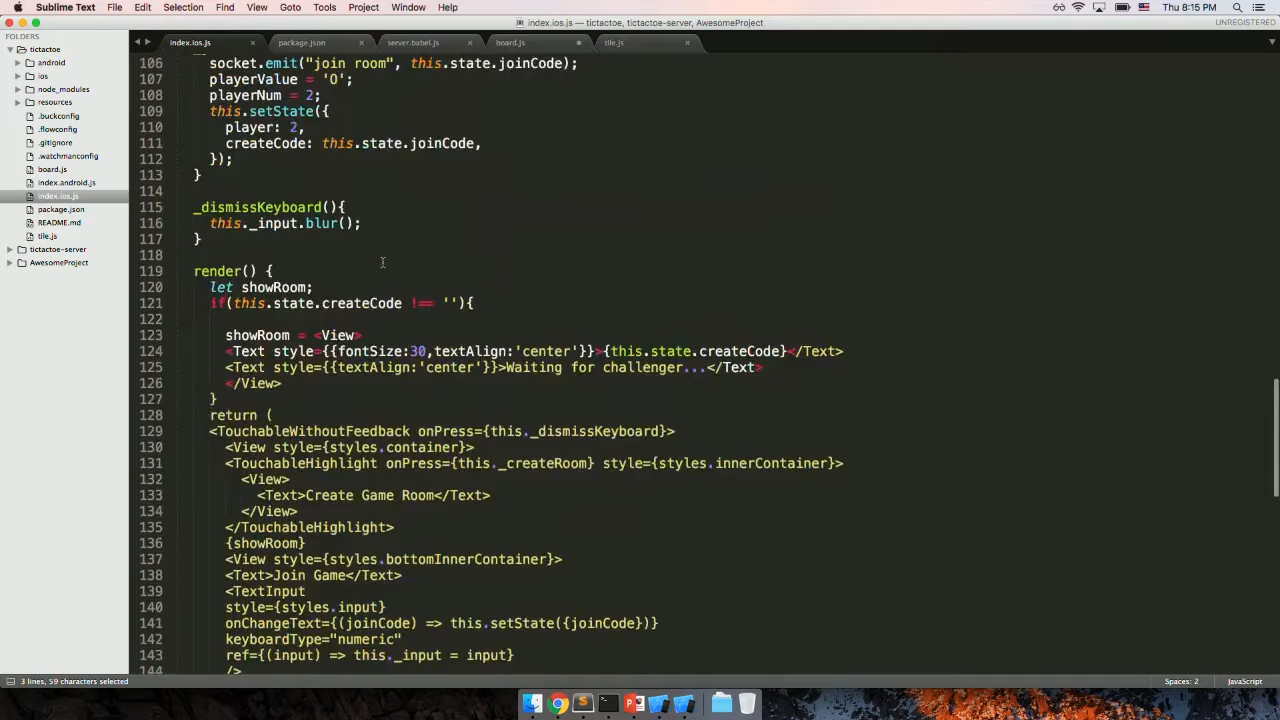 Sublime Text File Edit Selection Find View Goto Tools Project Window Help Thu 8:15 PM
index.ios.js — tictactoe, tictactoe-server, AwesomeProject UNREGISTERED
FOLDERS
tictactoe
android
ios
node_modules
resources
.buckconfig
.flowconfig
.gitignore
.watchmanconfig
board.js
index.android.js
index.ios.js
package.json
README.md
tile.js
tictactoe-server
AwesomeProject
index.ios.js package.json server.babel.js board.js tile.js
106 socket.emit("join room", this.state.joinCode);
107 playerValue = 'O';
108 playerNum = 2;
109 this.setState({
110 player: 2,
111 createCode: this.state.joinCode,
112 });
113 }
114
115 _dismissKeyboard(){
116 this._input.blur();
117 }
118
119 render() {
120 let showRoom;
121 if(this.state.createCode !== ''){
122
123 showRoom = <View>
124 <Text style={{fontSize:30,textAlign:'center'}}>{this.state.createCode}</Text>
125 <Text style={{textAlign:'center'}}>Waiting for challenger...</Text>
126 </View>
127 }
128 return (
129 <TouchableWithoutFeedback onPress={this._dismissKeyboard}>
130 <View style={styles.container}>
131 <TouchableHighlight onPress={this._createRoom} style={styles.innerContainer}>
132 <View>
133 <Text>Create Game Room</Text>
134 </View>
135 </TouchableHighlight>
136 {showRoom}
137 <View style={styles.bottomInnerContainer}>
138 <Text>Join Game</Text>
139 <TextInput
140 style={styles.input}
141 onChangeText={(joinCode) => this.setState({joinCode})}
142 keyboardType="numeric"
143 ref={(input) => this._input = input}
144 />
3 lines, 59 characters selected Spaces: 2 JavaScript